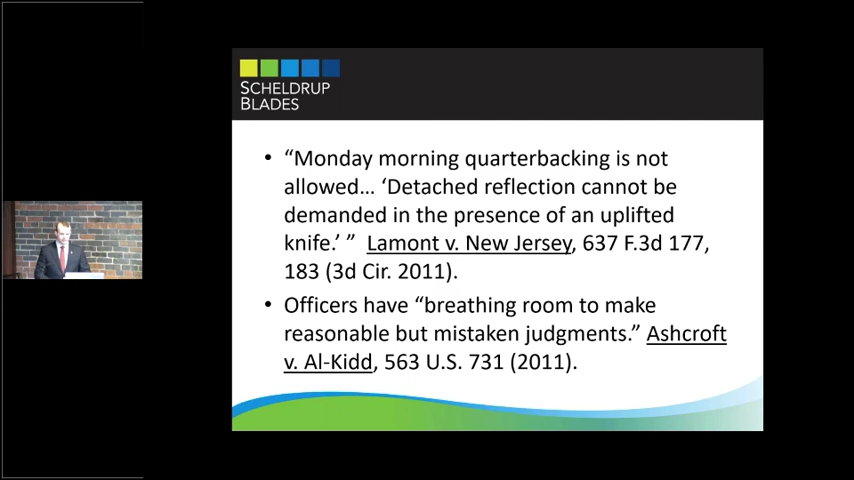 SCHELDRUP
BLADES
• “Monday morning quarterbacking is not
allowed… ‘Detached reflection cannot be
demanded in the presence of an uplifted
knife.’ ” Lamont v. New Jersey, 637 F.3d 177,
183 (3d Cir. 2011).
• Officers have “breathing room to make
reasonable but mistaken judgments.” Ashcroft
v. Al-Kidd, 563 U.S. 731 (2011).